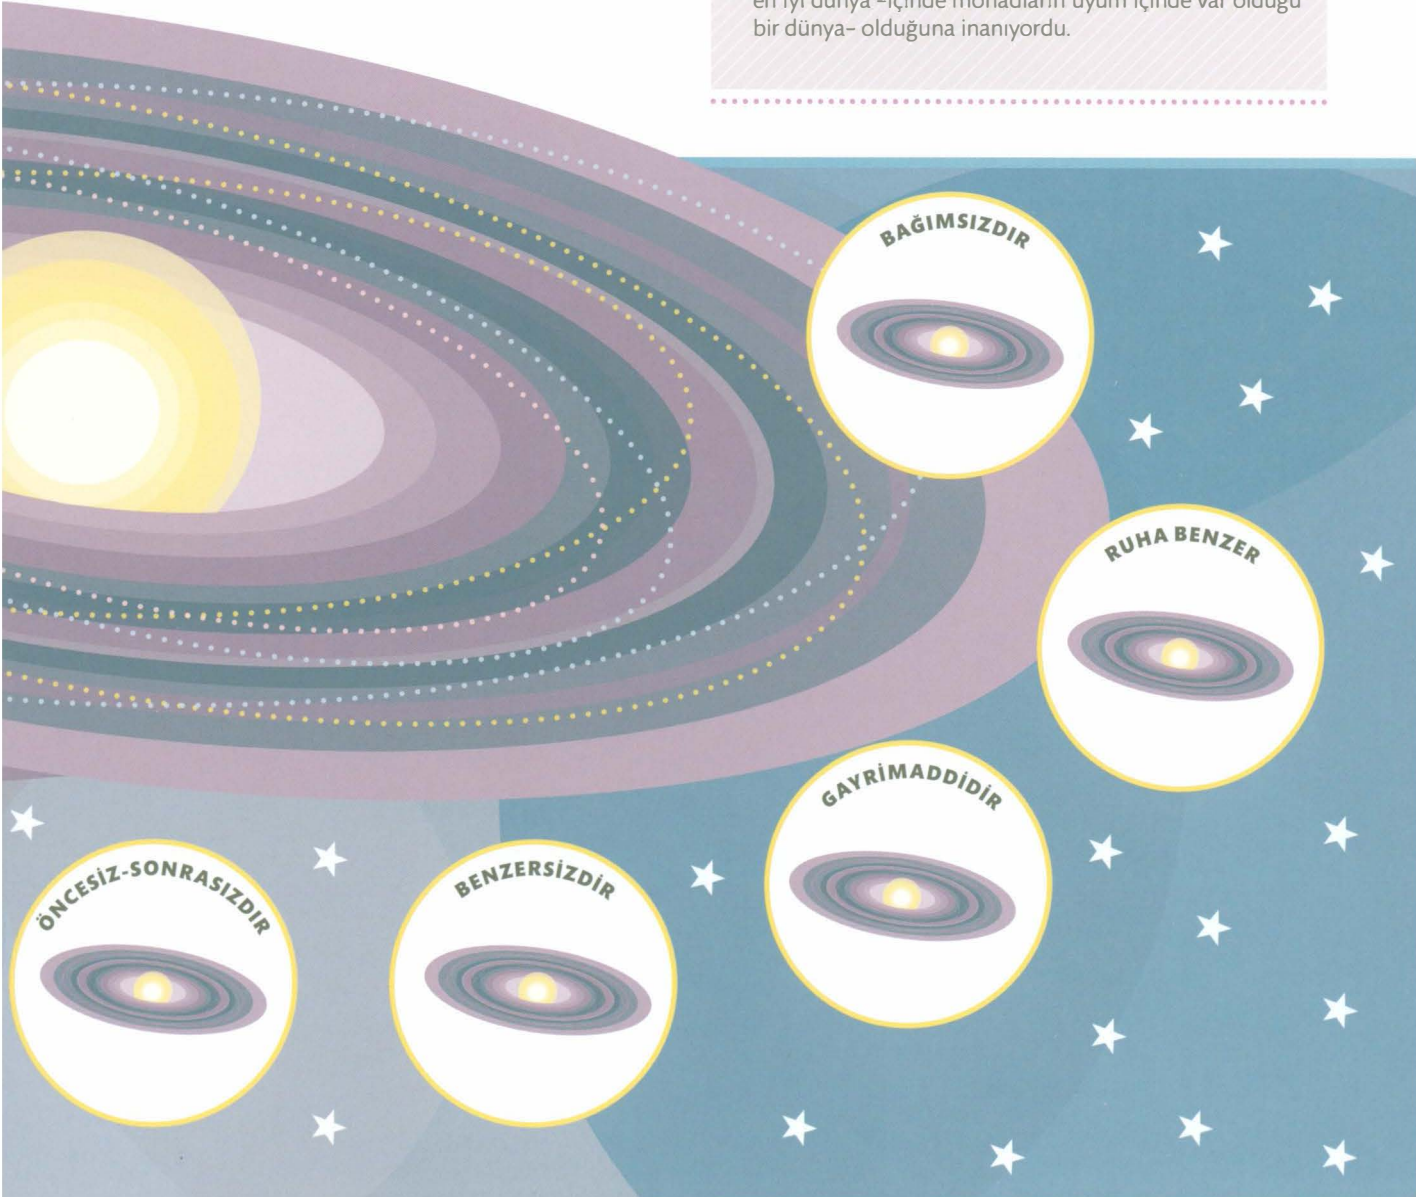 en iyi dünya –içinde monadların uyum içinde var olduğu
bir dünya– olduğuna inanıyordu.
BAĞIMSIZDIR
RUHA BENZER
GAYRİMADDİDİR
BENZERSİZDİR
ÖNCESİZ-SONRASIZDIR